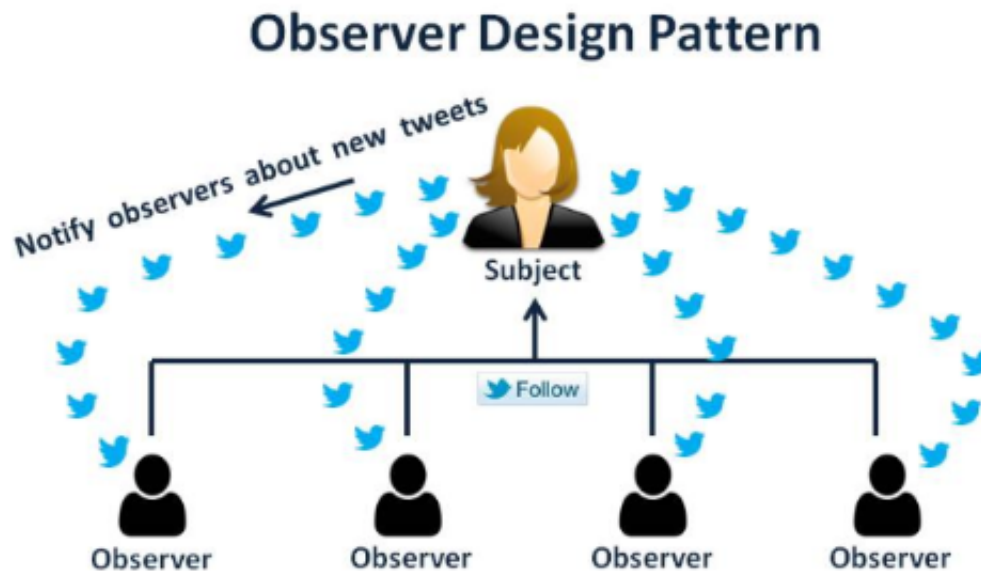 Observer Design Pattern
Notify observers about new tweets
Subject
Follow
Observer
Observer
Observer
Observer